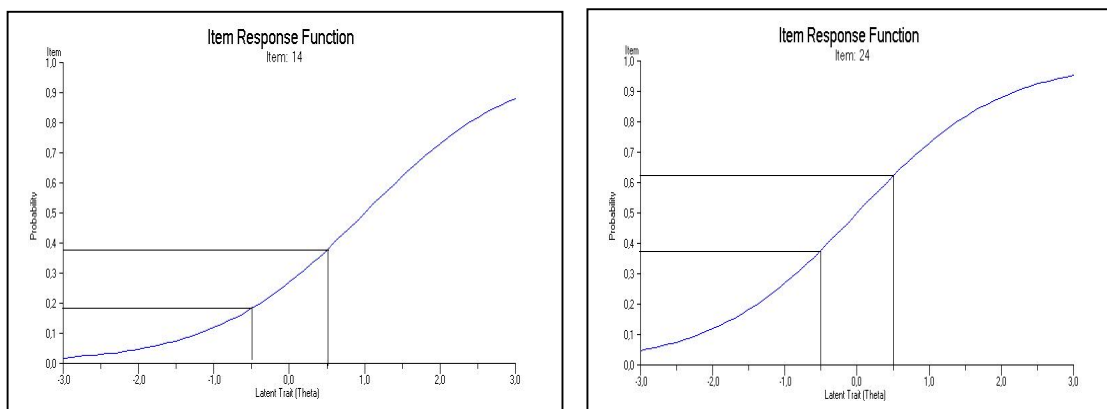 Item Response Function
Item: 14
Item
1,0
0,9
0,8
0,7
0,6
0,5
0,4
0,3
0,2
0,1
0,0
Probability
-3,0 -2,0 -1,0 0,0 1,0 2,0 3,0
Latent Trait (Theta)
Item Response Function
Item: 24
Item
1,0
0,9
0,8
0,7
0,6
0,5
0,4
0,3
0,2
0,1
0,0
Probability
-3,0 -2,0 -1,0 0,0 1,0 2,0 3,0
Latent Trait (Theta)